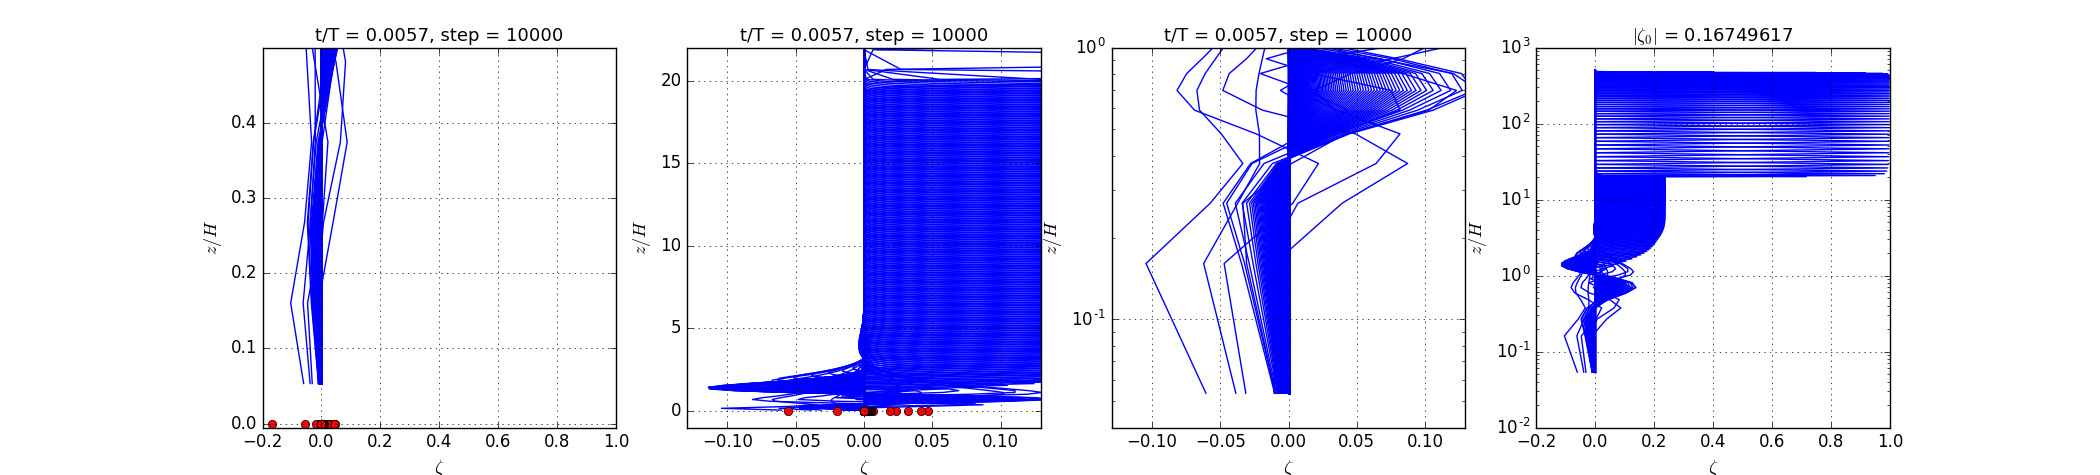 t/T = 0.0057, step = 10000
0.4
0.3
0.2
0.1
0.0
−0.2 0.0 0.2 0.4 0.6 0.8 1.0
z/H
ζ
t/T = 0.0057, step = 10000
20
15
10
5
0
−0.10 −0.05 0.00 0.05 0.10
z/H
ζ
t/T = 0.0057, step = 10000
10^0
10^-1
−0.10 −0.05 0.00 0.05 0.10
z/H
ζ
|ζ_0| = 0.16749617
10^3
10^2
10^1
10^0
10^-1
10^-2
−0.2 0.0 0.2 0.4 0.6 0.8 1.0
z/H
ζ